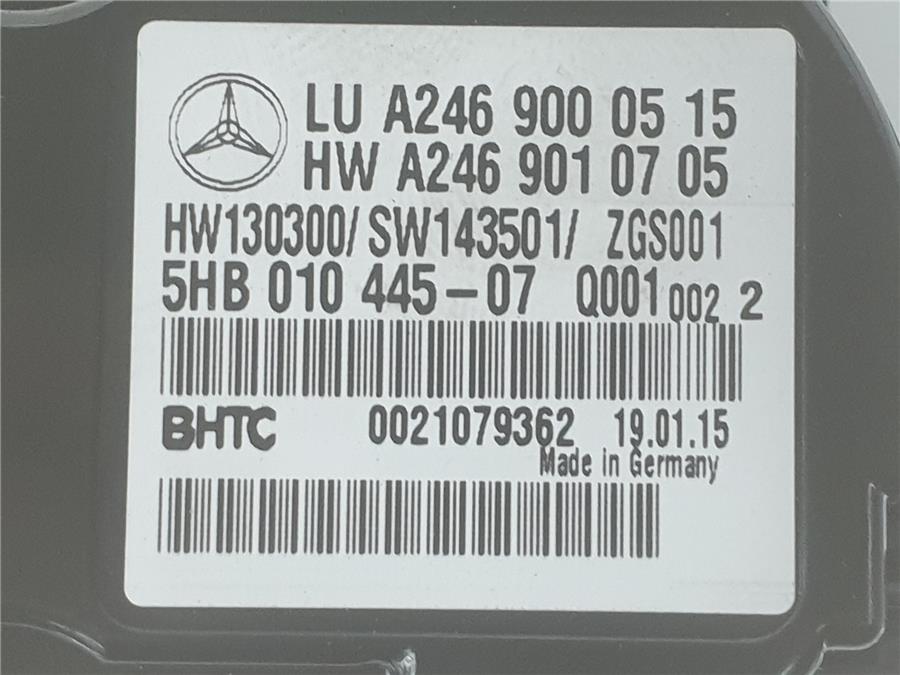 LU A246 900 05 15
HW A246 901 07 05
HW130300/ SW143501/ ZGS001
5HB 010 445-07 Q001 002 2
BHTC 0021079362 19.01.15
Made in Germany